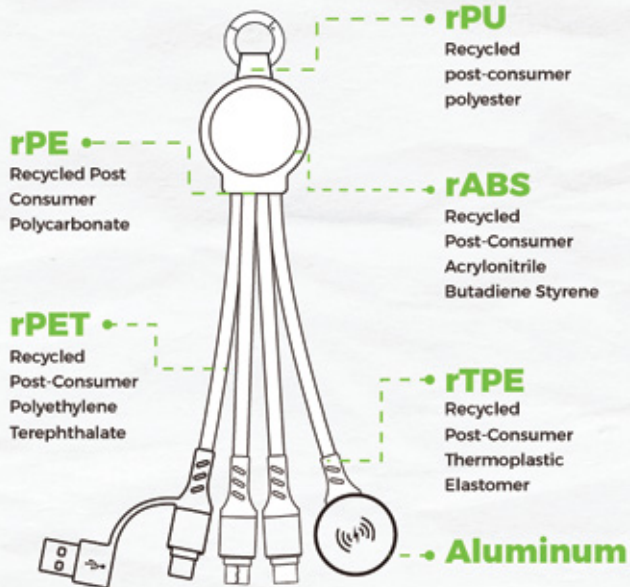 rPU
Recycled
post-consumer
polyester
rPE
Recycled Post
Consumer
Polycarbonate
rABS
Recycled
Post-Consumer
Acrylonitrile
Butadiene Styrene
rPET
Recycled
Post-Consumer
Polyethylene
Terephthalate
rTPE
Recycled
Post-Consumer
Thermoplastic
Elastomer
Aluminum